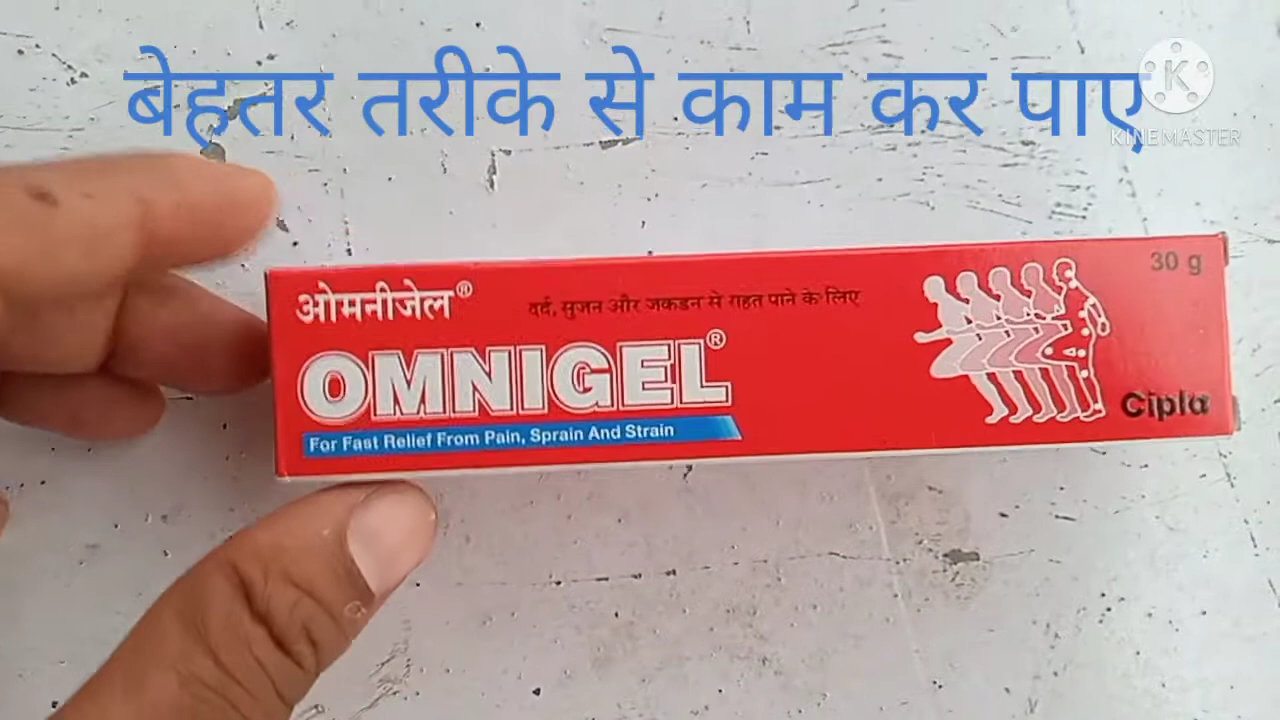 बेहतर तरीके से काम कर पाए
K
KINEMASTER
30 g
ओमनीजेल®
दर्द, सुजन और जकडन से राहत पाने के लिए
OMNIGEL®
For Fast Relief From Pain, Sprain And Strain
Cipla